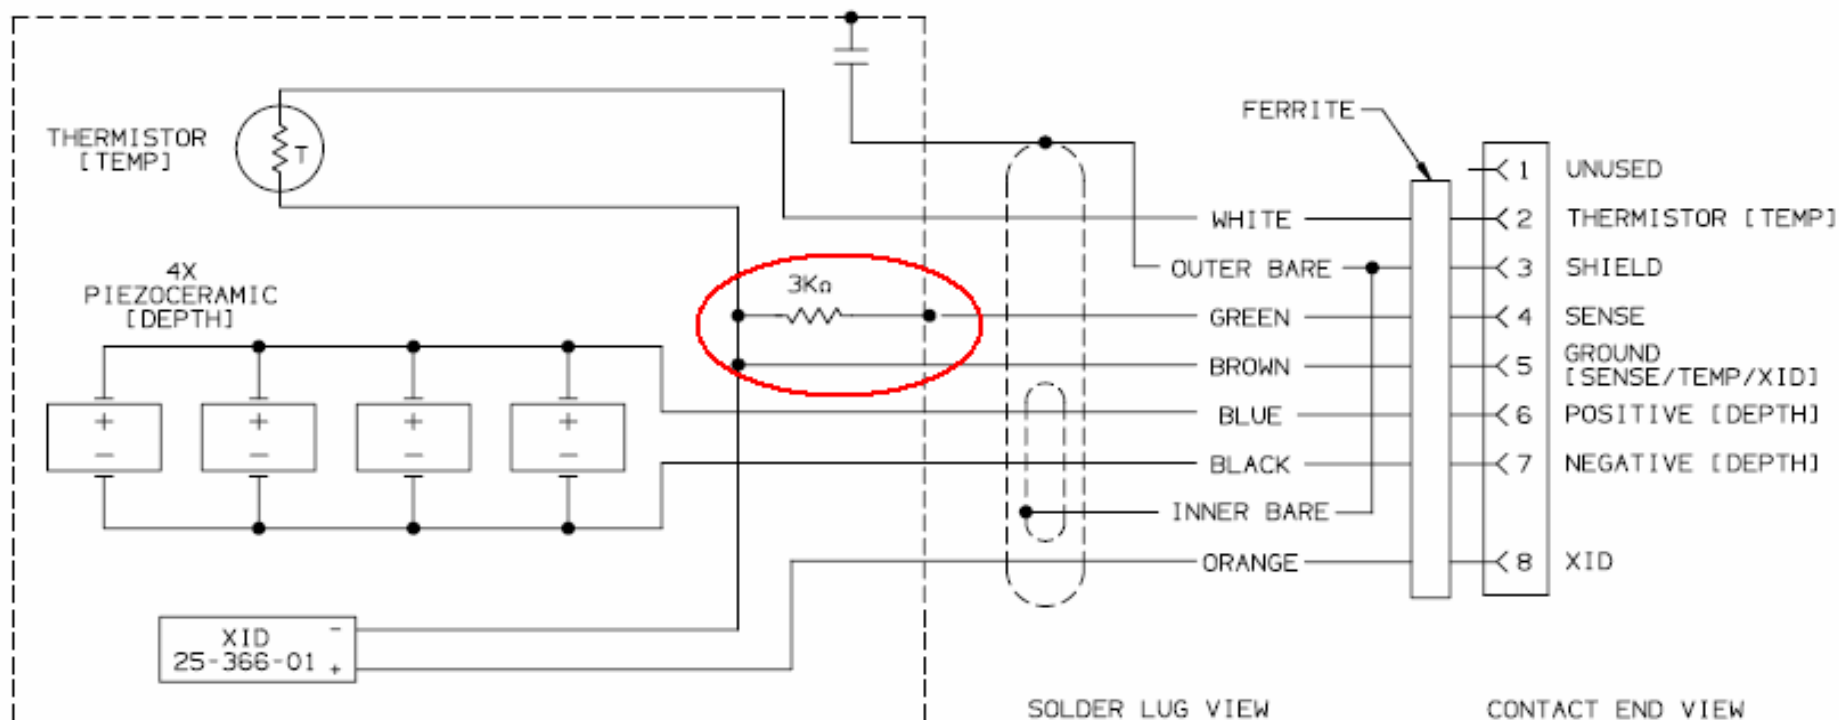 THERMISTOR
[TEMP]
T
4X
PIEZOCERAMIC
[DEPTH]
+
−
+
−
+
−
+
−
XID
25-366-01
−
+
3KΩ
FERRITE
WHITE
OUTER BARE
GREEN
BROWN
BLUE
BLACK
INNER BARE
ORANGE
1 UNUSED
2 THERMISTOR [TEMP]
3 SHIELD
4 SENSE
5 GROUND
[SENSE/TEMP/XID]
6 POSITIVE [DEPTH]
7 NEGATIVE [DEPTH]
8 XID
SOLDER LUG VIEW
CONTACT END VIEW